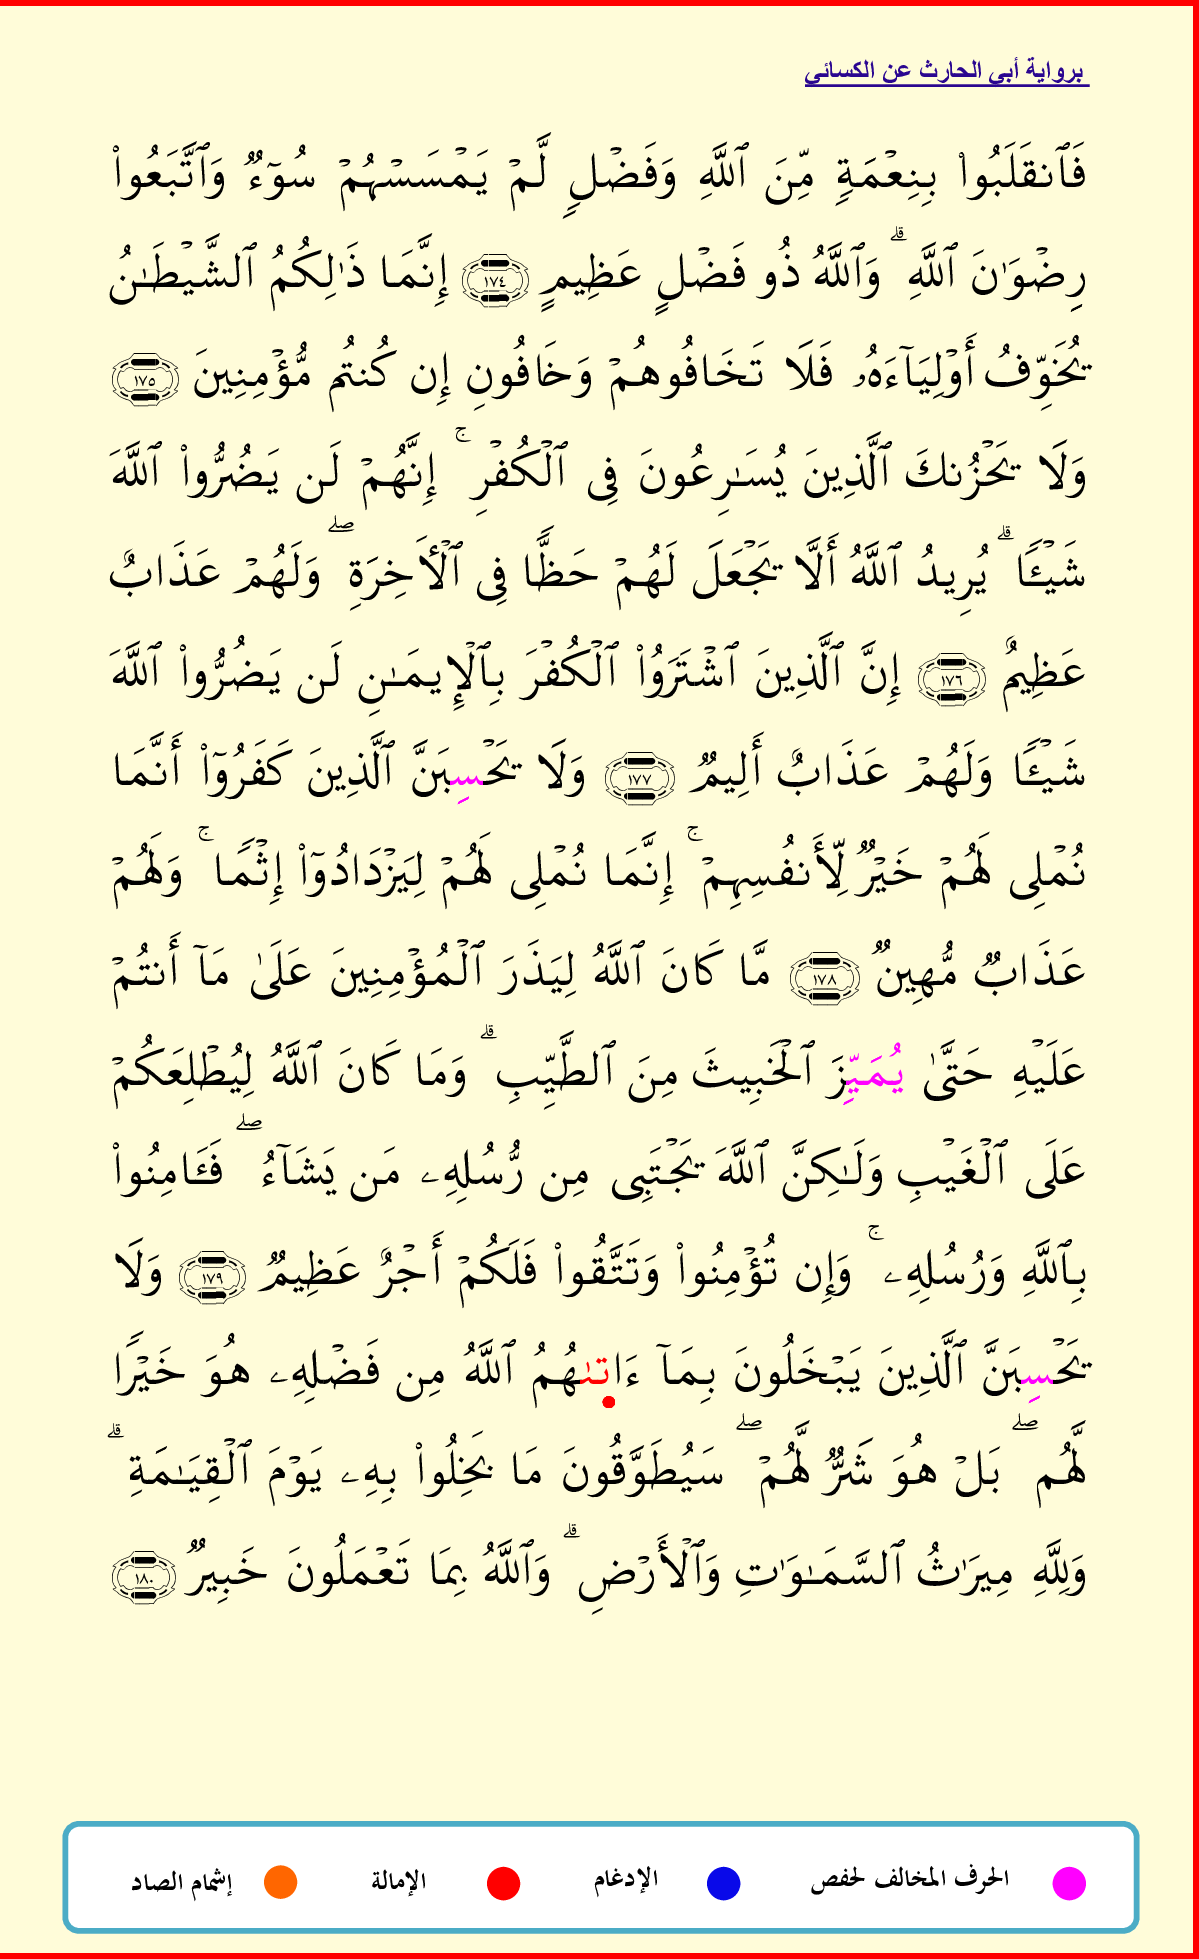 برواية أبي الحارث عن الكسائي
فَٱنقَلَبُوا۟ بِنِعْمَةٍ مِّنَ ٱللَّهِ وَفَضْلٍ لَّمْ يَمْسَسْهُمْ سُوٓءٌ وَٱتَّبَعُوا۟
رِضْوَٰنَ ٱللَّهِ ۗ وَٱللَّهُ ذُو فَضْلٍ عَظِيمٍ ١٧٤ إِنَّمَا ذَٰلِكُمُ ٱلشَّيْطَـٰنُ
يُخَوِّفُ أَوْلِيَآءَهُۥ فَلَا تَخَافُوهُمْ وَخَافُونِ إِن كُنتُم مُّؤْمِنِينَ ١٧٥
وَلَا يَحْزُنكَ ٱلَّذِينَ يُسَـٰرِعُونَ فِى ٱلْكُفْرِ ۚ إِنَّهُمْ لَن يَضُرُّوا۟ ٱللَّهَ
شَيْـًٔا ۗ يُرِيدُ ٱللَّهُ أَلَّا يَجْعَلَ لَهُمْ حَظًّا فِى ٱلْـَٔاخِرَةِ ۖ وَلَهُمْ عَذَابٌ
عَظِيمٌ ١٧٦ إِنَّ ٱلَّذِينَ ٱشْتَرَوُا۟ ٱلْكُفْرَ بِٱلْإِيمَـٰنِ لَن يَضُرُّوا۟ ٱللَّهَ
شَيْـًٔا وَلَهُمْ عَذَابٌ أَلِيمٌ ١٧٧ وَلَا يَحْسِبَنَّ ٱلَّذِينَ كَفَرُوٓا۟ أَنَّمَا
نُمْلِى لَهُمْ خَيْرٌ لِّأَنفُسِهِمْ ۚ إِنَّمَا نُمْلِى لَهُمْ لِيَزْدَادُوٓا۟ إِثْمًا ۚ وَلَهُمْ
عَذَابٌ مُّهِينٌ ١٧٨ مَّا كَانَ ٱللَّهُ لِيَذَرَ ٱلْمُؤْمِنِينَ عَلَىٰ مَآ أَنتُمْ
عَلَيْهِ حَتَّىٰ يُمَيِّزَ ٱلْخَبِيثَ مِنَ ٱلطَّيِّبِ ۗ وَمَا كَانَ ٱللَّهُ لِيُطْلِعَكُمْ
عَلَى ٱلْغَيْبِ وَلَـٰكِنَّ ٱللَّهَ يَجْتَبِى مِن رُّسُلِهِۦ مَن يَشَآءُ ۖ فَـَٔامِنُوا۟
بِٱللَّهِ وَرُسُلِهِۦ ۚ وَإِن تُؤْمِنُوا۟ وَتَتَّقُوا۟ فَلَكُمْ أَجْرٌ عَظِيمٌ ١٧٩ وَلَا
يَحْسِبَنَّ ٱلَّذِينَ يَبْخَلُونَ بِمَآ ءَاتَىٰهُمُ ٱللَّهُ مِن فَضْلِهِۦ هُوَ خَيْرًا
لَّهُم ۖ بَلْ هُوَ شَرٌّ لَّهُمْ ۖ سَيُطَوَّقُونَ مَا بَخِلُوا۟ بِهِۦ يَوْمَ ٱلْقِيَـٰمَةِ ۗ
وَلِلَّهِ مِيرَٰثُ ٱلسَّمَـٰوَٰتِ وَٱلْأَرْضِ ۗ وَٱللَّهُ بِمَا تَعْمَلُونَ خَبِيرٌ ١٨٠
الحرف المخالف لحفص الإدغام الإمالة إشمام الصاد